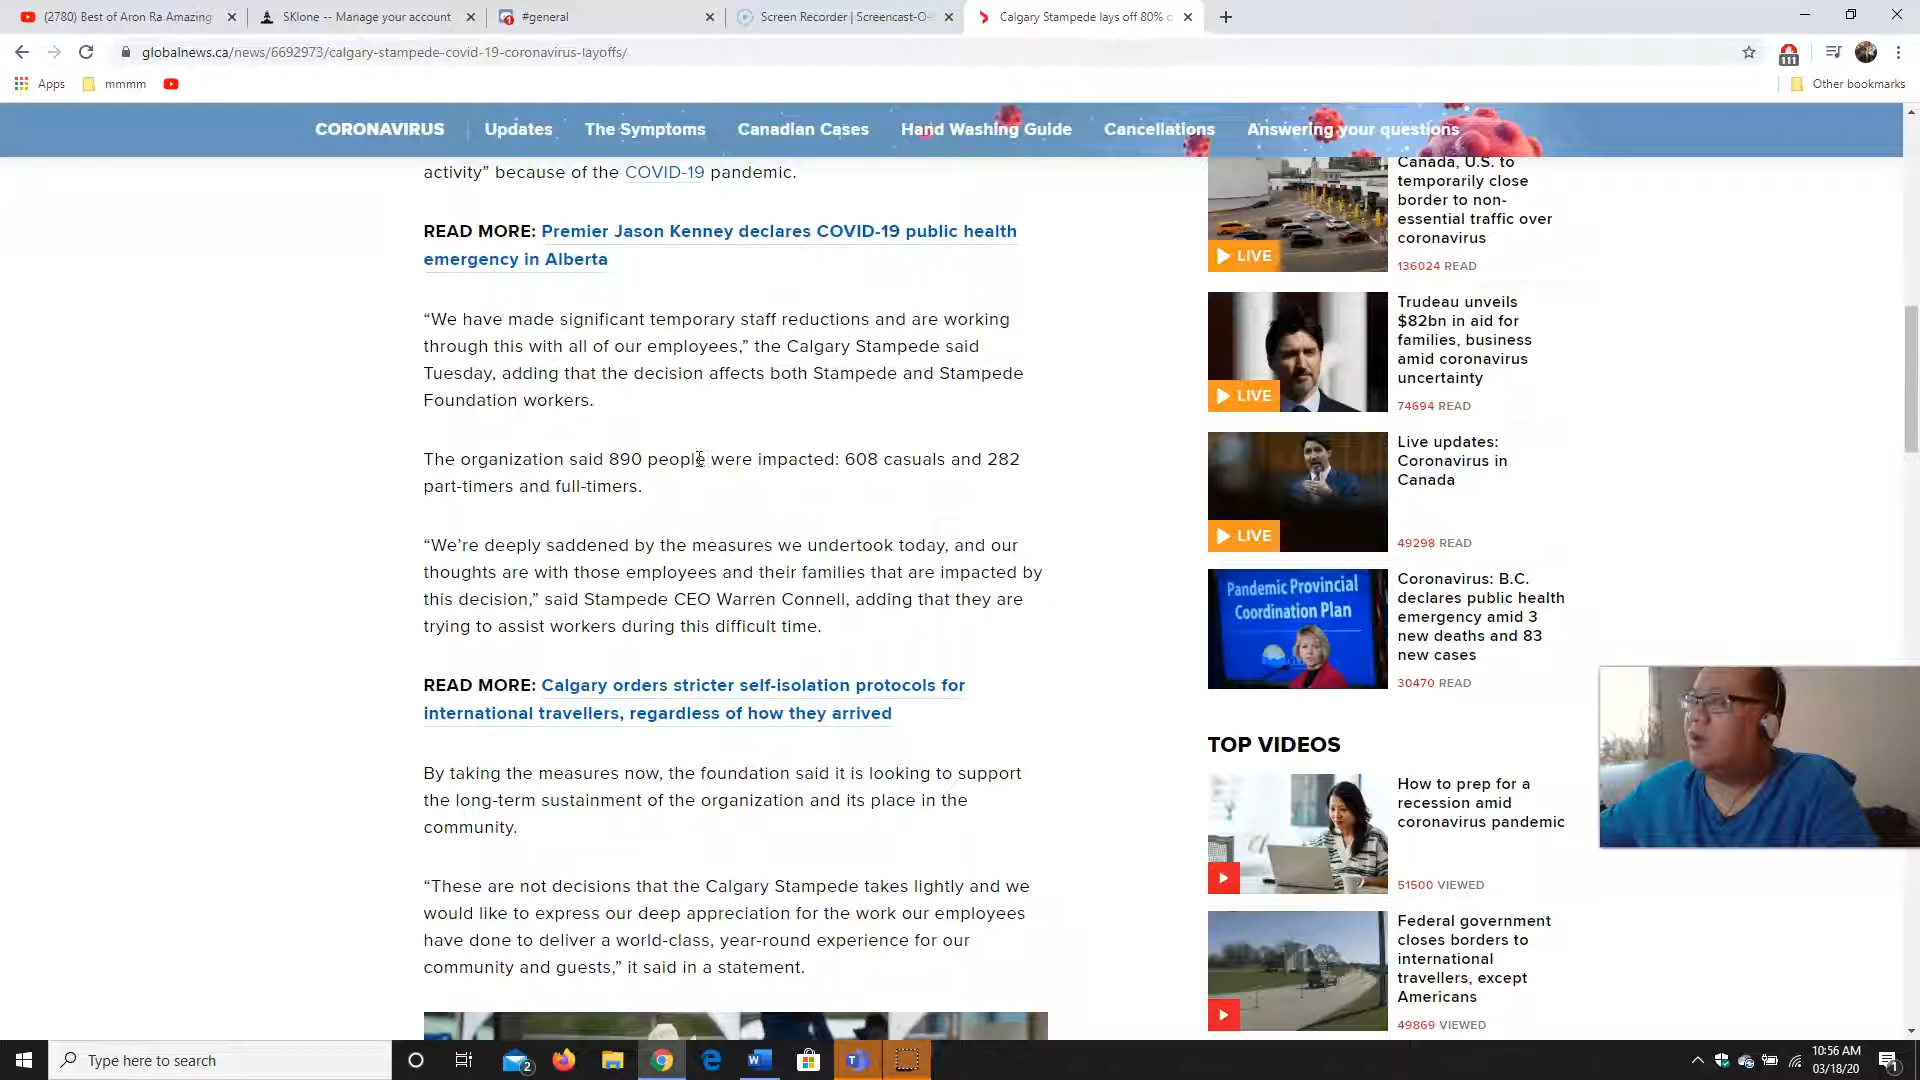 (2780) Best of Aron Ra Amazing
SKlone -- Manage your account
#general
Screen Recorder | Screencast-O-
Calgary Stampede lays off 80%
globalnews.ca/news/6692973/calgary-stampede-covid-19-coronavirus-layoffs/
111
Apps
mmmm
Other bookmarks
CORONAVIRUS
Updates
The Symptoms
Canadian Cases
Hand Washing Guide
Cancellations
Answering your questions
activity” because of the COVID-19 pandemic.
READ MORE: Premier Jason Kenney declares COVID-19 public health
emergency in Alberta
“We have made significant temporary staff reductions and are working
through this with all of our employees,” the Calgary Stampede said
Tuesday, adding that the decision affects both Stampede and Stampede
Foundation workers.
The organization said 890 people were impacted: 608 casuals and 282
part-timers and full-timers.
“We’re deeply saddened by the measures we undertook today, and our
thoughts are with those employees and their families that are impacted by
this decision,” said Stampede CEO Warren Connell, adding that they are
trying to assist workers during this difficult time.
READ MORE: Calgary orders stricter self-isolation protocols for
international travellers, regardless of how they arrived
By taking the measures now, the foundation said it is looking to support
the long-term sustainment of the organization and its place in the
community.
“These are not decisions that the Calgary Stampede takes lightly and we
would like to express our deep appreciation for the work our employees
have done to deliver a world-class, year-round experience for our
community and guests,” it said in a statement.
Canada, U.S. to
temporarily close
border to non-
essential traffic over
coronavirus
136024 READ
LIVE
Trudeau unveils
$82bn in aid for
families, business
amid coronavirus
uncertainty
74694 READ
LIVE
Live updates:
Coronavirus in
Canada
49298 READ
LIVE
Pandemic Provincial
Coordination Plan
Coronavirus: B.C.
declares public health
emergency amid 3
new deaths and 83
new cases
30470 READ
TOP VIDEOS
How to prep for a
recession amid
coronavirus pandemic
51500 VIEWED
Federal government
closes borders to
international
travellers, except
Americans
49869 VIEWED
Type here to search
2
10:56 AM
03/18/20
1